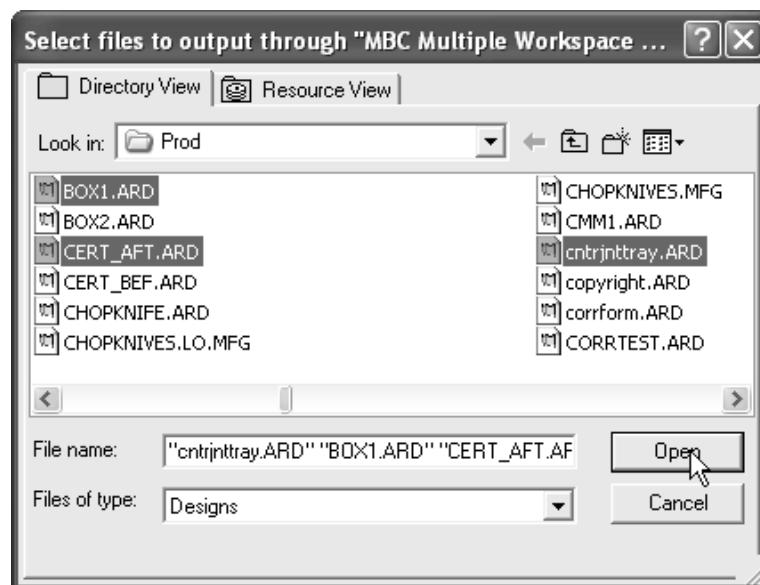 Select files to output through "MBC Multiple Workspace ...
Directory View
Resource View
Look in:
Prod
BOX1.ARD
BOX2.ARD
CERT_AFT.ARD
CERT_BEF.ARD
CHOPKNIFE.ARD
CHOPKNIVES.LO.MFG
CHOPKNIVES.MFG
CMM1.ARD
cntrjnttray.ARD
copyright.ARD
corrform.ARD
CORRTEST.ARD
File name:
"cntrjnttray.ARD" "BOX1.ARD" "CERT_AFT.AF
Open
Files of type:
Designs
Cancel